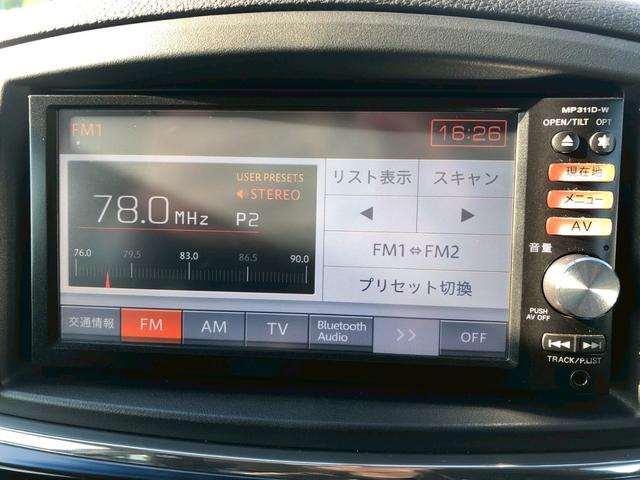 MP311D-W
OPEN/TILT OPT
FM1
16:26
USER PRESETS
STEREO
78.0 MHz P2
76.0 79.5 83.0 86.5 90.0
リスト表示 スキャン
◀ ▶
FM1⇔FM2
プリセット切換
交通情報 FM AM TV Bluetooth Audio >> OFF
現在地
メニュー
AV
音量
PUSH
AV OFF
TRACK/P.LIST